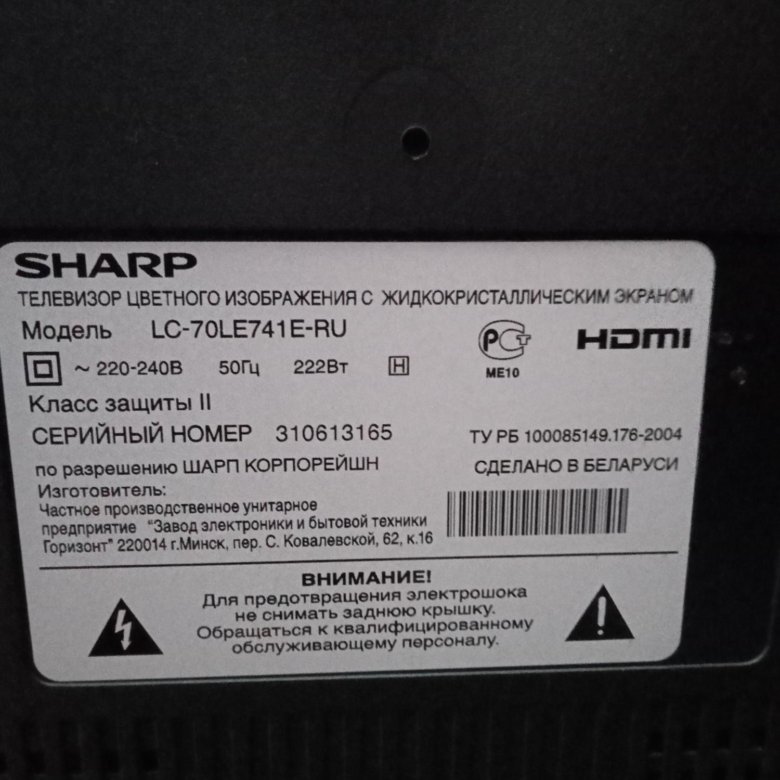 SHARP
ТЕЛЕВИЗОР ЦВЕТНОГО ИЗОБРАЖЕНИЯ С ЖИДКОКРИСТАЛЛИЧЕСКИМ ЭКРАНОМ
Модель LC-70LE741E-RU
РСТ HDMI
~ 220-240В 50Гц 222Вт H
МЕ10
Класс защиты II
СЕРИЙНЫЙ НОМЕР 310613165 ТУ РБ 100085149.176-2004
по разрешению ШАРП КОРПОРЕЙШН СДЕЛАНО В БЕЛАРУСИ
Изготовитель:
Частное производственное унитарное
предприятие "Завод электроники и бытовой техники
Горизонт" 220014 г.Минск, пер. С. Ковалевской, 62, к.16
ВНИМАНИЕ!
Для предотвращения электрошока
не снимать заднюю крышку.
Обращаться к квалифицированному
обслуживающему персоналу.